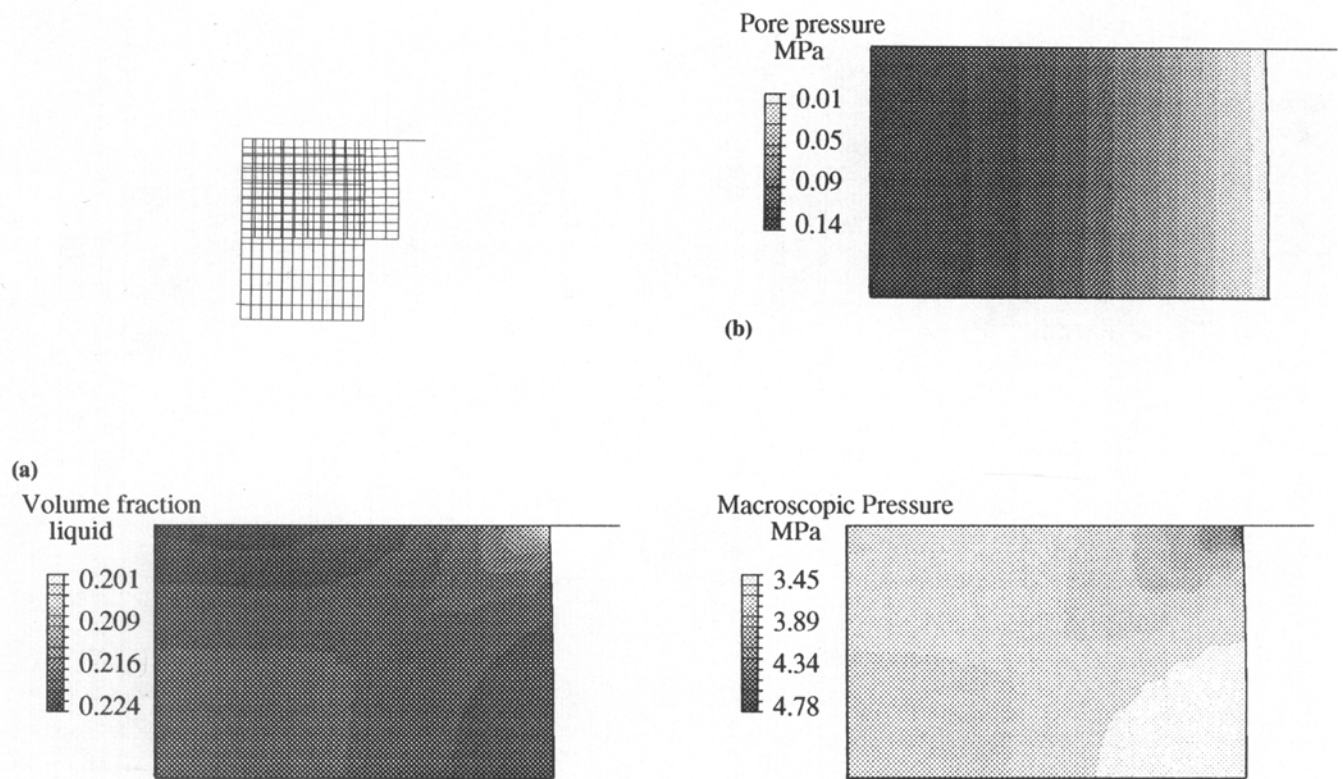 Pore pressure
MPa
0.01
0.05
0.09
0.14
(b)
(a)
Volume fraction
liquid
0.201
0.209
0.216
0.224
Macroscopic Pressure
MPa
3.45
3.89
4.34
4.78